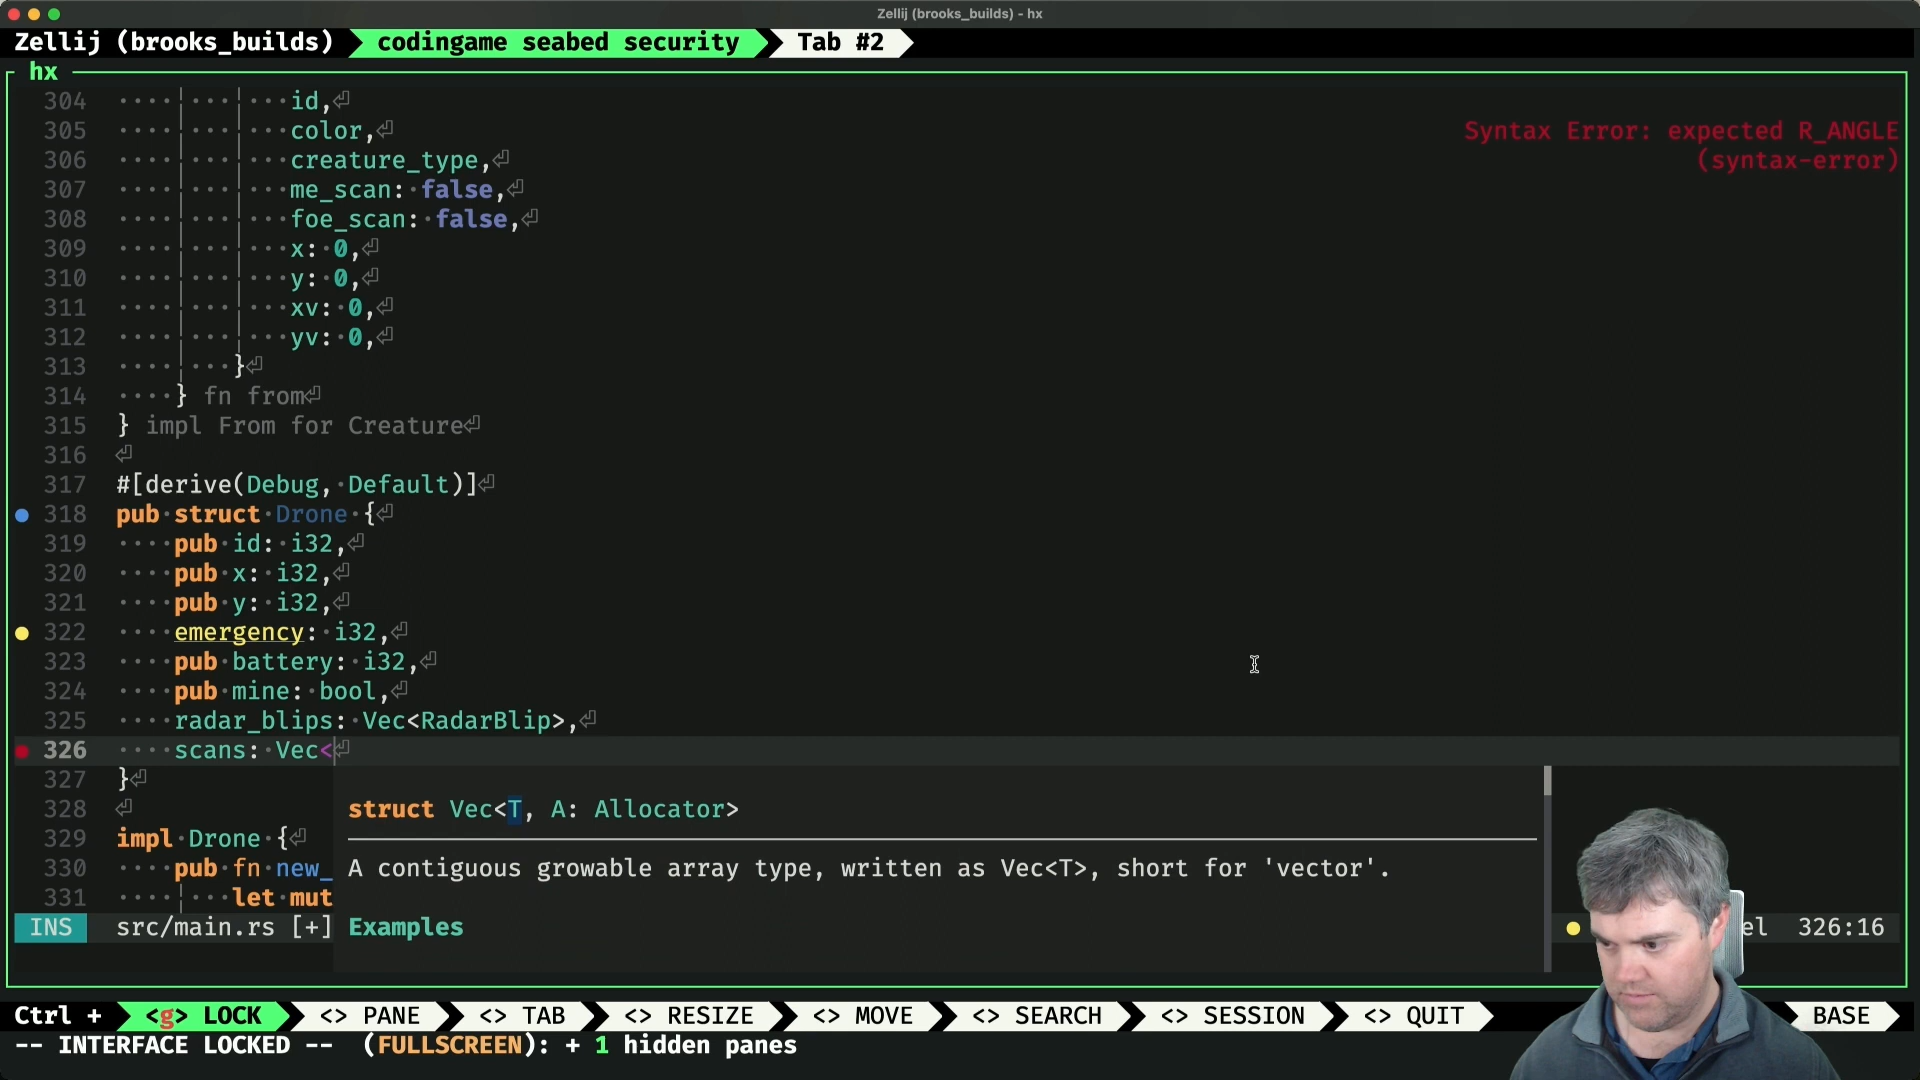 Zellij (brooks_builds) - hx
Zellij (brooks_builds) codingame seabed security Tab #2
hx
304 id,
305 color,
306 creature_type,
307 me_scan: false,
308 foe_scan: false,
309 x: 0,
310 y: 0,
311 xv: 0,
312 yv: 0,
313 }
314 } fn from
315 } impl From for Creature
316
317 #[derive(Debug, Default)]
318 pub struct Drone {
319 pub id: i32,
320 pub x: i32,
321 pub y: i32,
322 emergency: i32,
323 pub battery: i32,
324 pub mine: bool,
325 radar_blips: Vec<RadarBlip>,
326 scans: Vec<
327 }
328
329 impl Drone {
330 pub fn new_
331 let mut
Syntax Error: expected R_ANGLE
(syntax-error)
struct Vec<T, A: Allocator>
A contiguous growable array type, written as Vec<T>, short for 'vector'.
Examples
INS src/main.rs [+] el 326:16
Ctrl + <g> LOCK <> PANE <> TAB <> RESIZE <> MOVE <> SEARCH <> SESSION <> QUIT BASE
-- INTERFACE LOCKED -- (FULLSCREEN): + 1 hidden panes